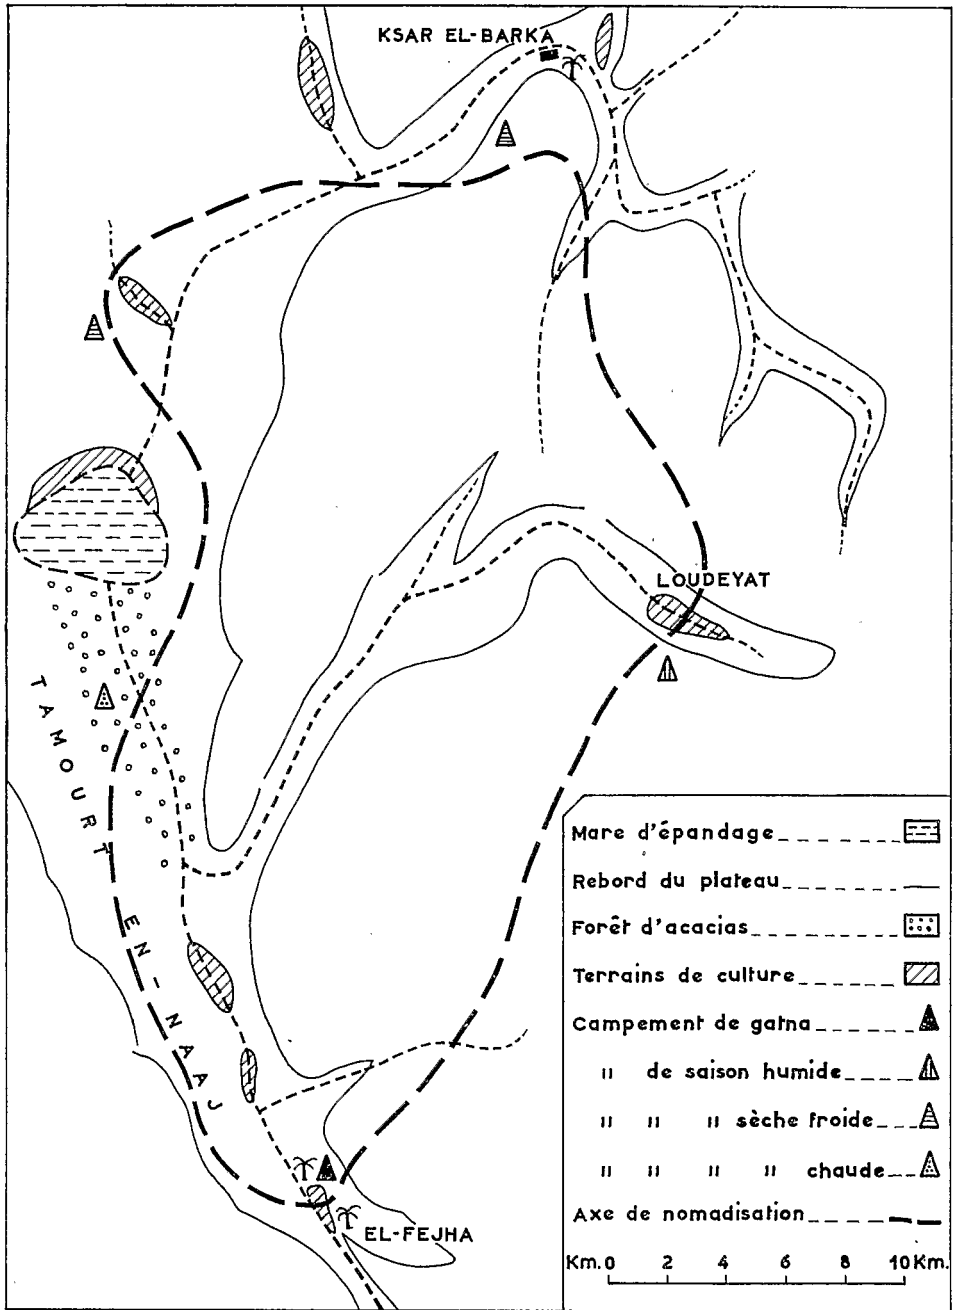 KSAR EL-BARKA
LOUDEYAT
TAMOURT EN-NAAJ
EL-FEJHA
Mare d'épandage
Rebord du plateau
Forêt d'acacias
Terrains de culture
Campement de gatna
" de saison humide
" " " sèche froide
" " " " chaude
Axe de nomadisation
Km. 0 2 4 6 8 10 Km.